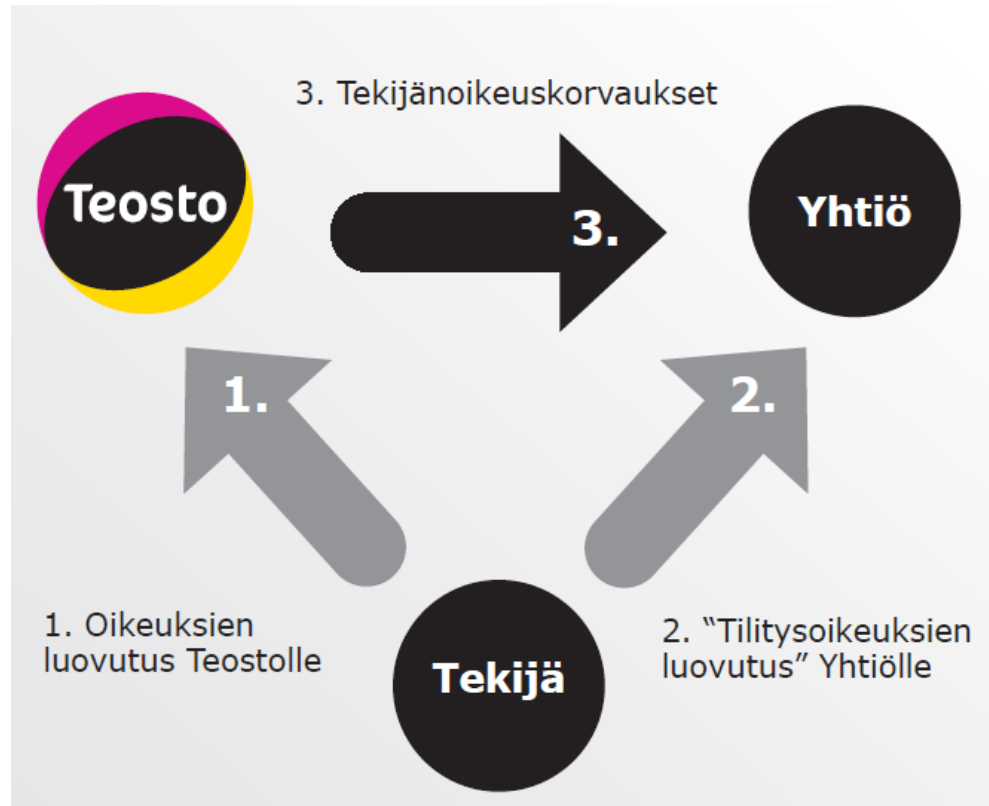 3. Tekijänoikeuskorvaukset
Teosto
3.
Yhtiö
1.
2.
1. Oikeuksien
luovutus Teostolle
Tekijä
2. “Tilitysoikeuksien
luovutus” Yhtiölle